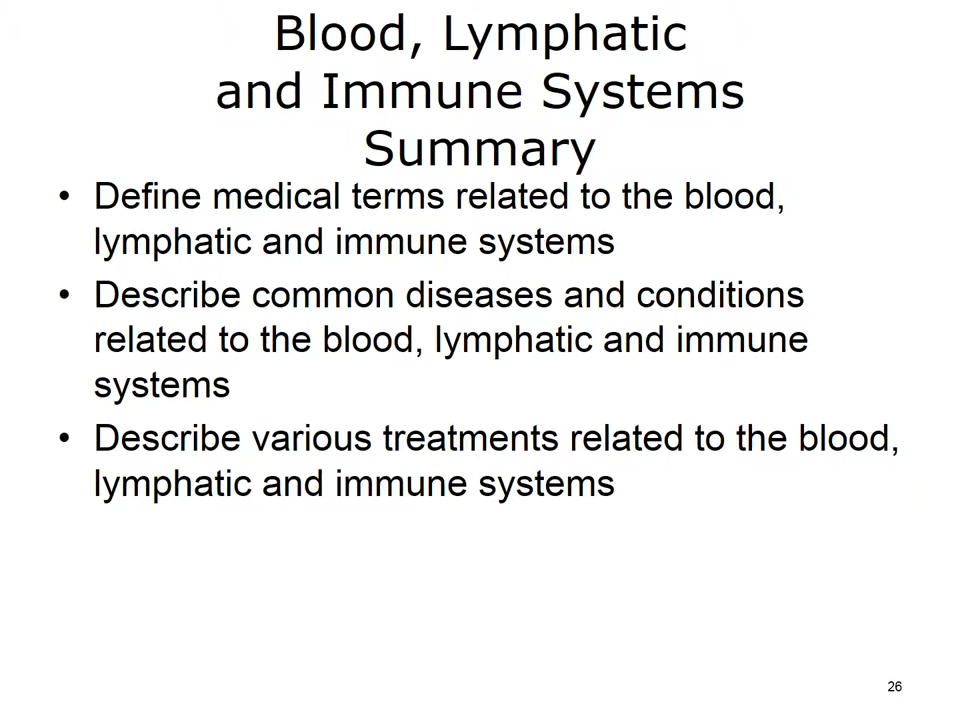 Blood, Lymphatic
and Immune Systems
Summary
• Define medical terms related to the blood,
lymphatic and immune systems
• Describe common diseases and conditions
related to the blood, lymphatic and immune
systems
• Describe various treatments related to the blood,
lymphatic and immune systems
26